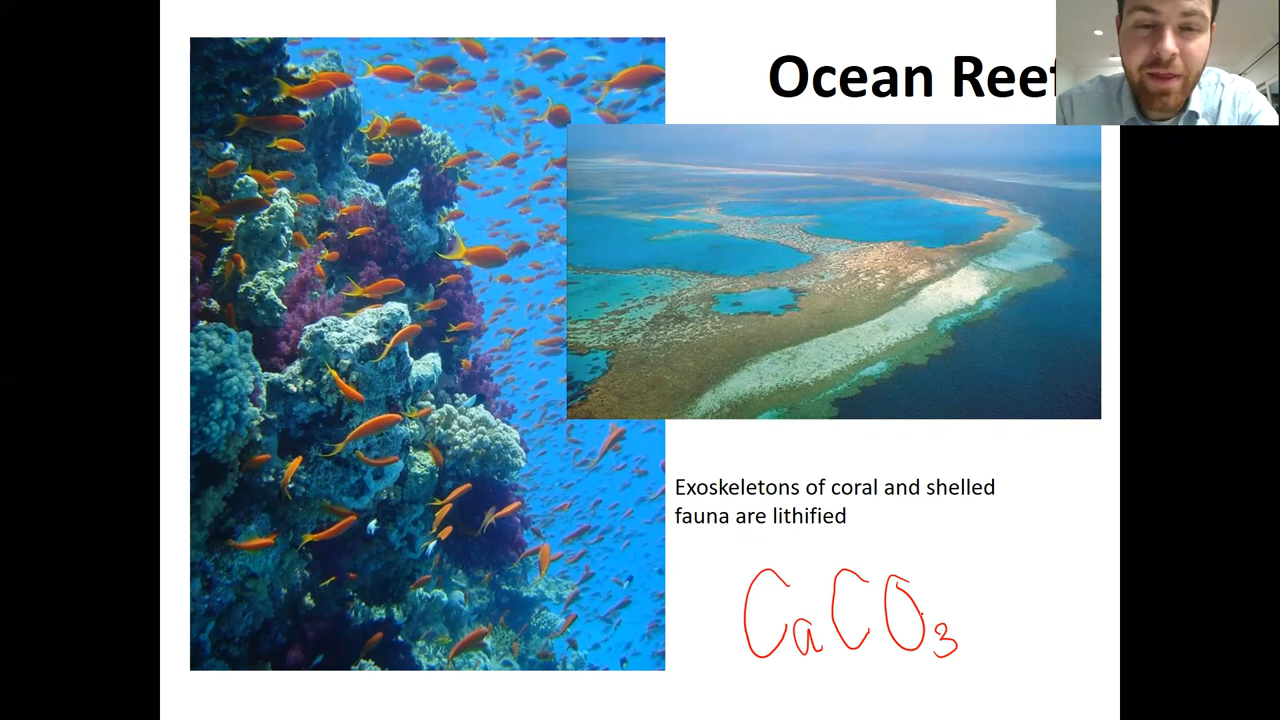 Ocean Reef
Exoskeletons of coral and shelled
fauna are lithified
CaCO3